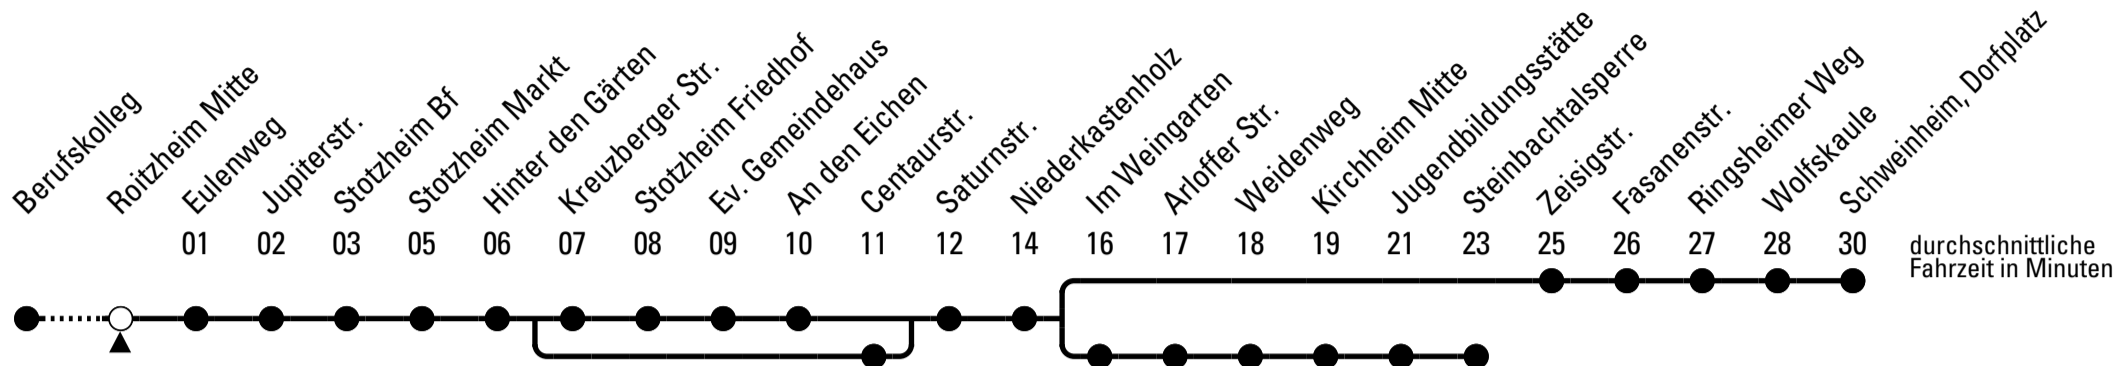 Berufskolleg
Roitzheim Mitte
Eulenweg
Jupiterstr.
Stotzheim Bf
Stotzheim Markt
Hinter den Gärten
Kreuzberger Str.
Stotzheim Friedhof
Ev. Gemeindehaus
An den Eichen
Centaurstr.
Saturnstr.
Niederkastenholz
Im Weingarten
Arloffer Str.
Weidenweg
Kirchheim Mitte
Jugendbildungsstätte
Steinbachtalsperre
Zeisigstr.
Fasanenstr.
Ringsheimer Weg
Wolfskaule
Schweinheim, Dorfplatz
01 02 03 05 06 07 08 09 10 11 12 14 16 17 18 19 21 23 25 26 27 28 30
durchschnittliche
Fahrzeit in Minuten